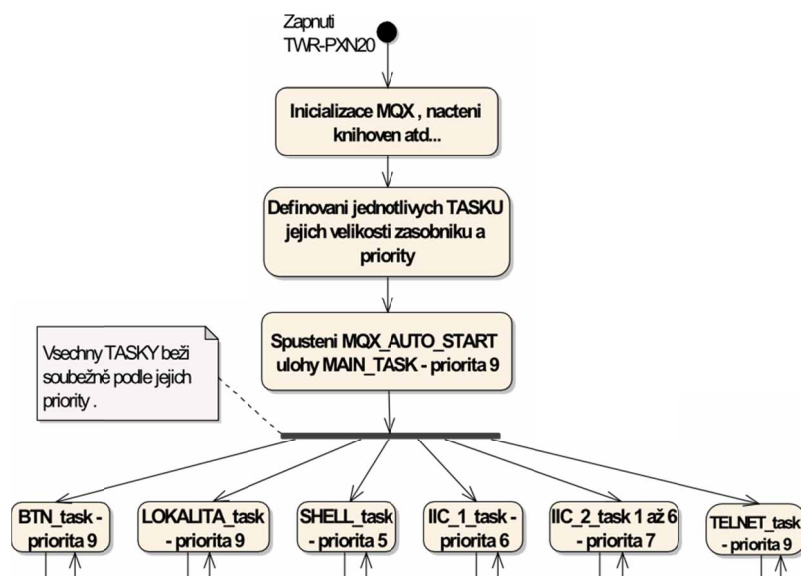 Zapnuti
TWR-PXN20
Inicializace MQX , nacteni
knihoven atd...
Definovani jednotlivych TASKU
jejich velikosti zasobniku a
priority
Spusteni MQX_AUTO_START
ulohy MAIN_TASK - priorita 9
Vsechny TASKY beži
soubežně podle jejich
priority .
BTN_task -
priorita 9
LOKALITA_task
- priorita 9
SHELL_task
- priorita 5
IIC_1_task -
priorita 6
IIC_2_task 1 až 6
- priorita 7
TELNET_task
- priorita 9